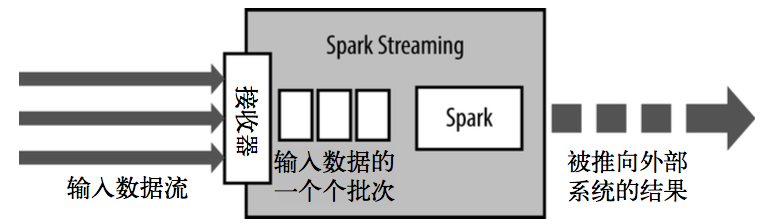 Spark Streaming
接收器
Spark
输入数据流
输入数据的
一个个批次
被推向外部
系统的结果